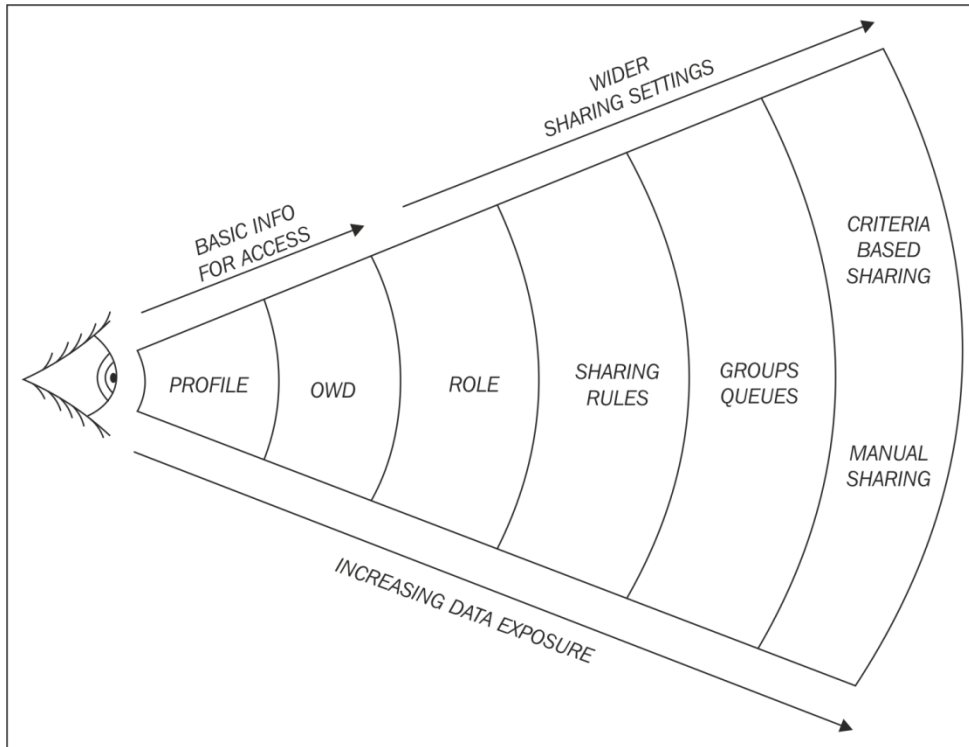 WIDER
SHARING SETTINGS
BASIC INFO
FOR ACCESS
PROFILE
OWD
ROLE
SHARING
RULES
GROUPS
QUEUES
CRITERIA
BASED
SHARING
MANUAL
SHARING
INCREASING DATA EXPOSURE